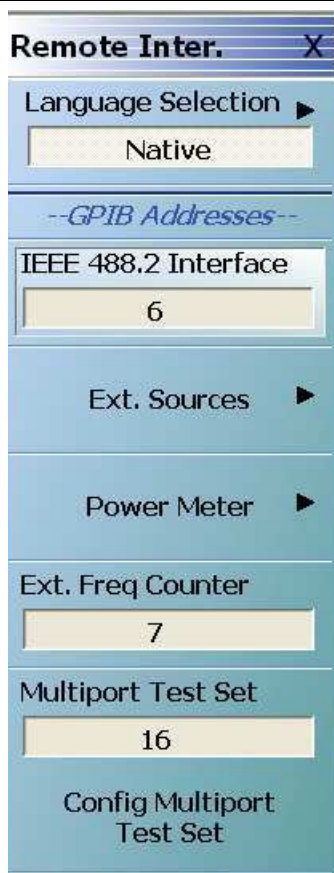 Remote Inter. X
Language Selection
Native
--GPIB Addresses--
IEEE 488.2 Interface
6
Ext. Sources
Power Meter
Ext. Freq Counter
7
Multiport Test Set
16
Config Multiport
Test Set